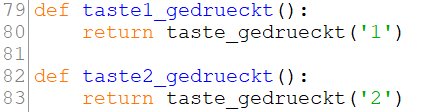 79 def taste1_gedrueckt():
80     return taste_gedrueckt('1')
81
82 def taste2_gedrueckt():
83     return taste_gedrueckt('2')